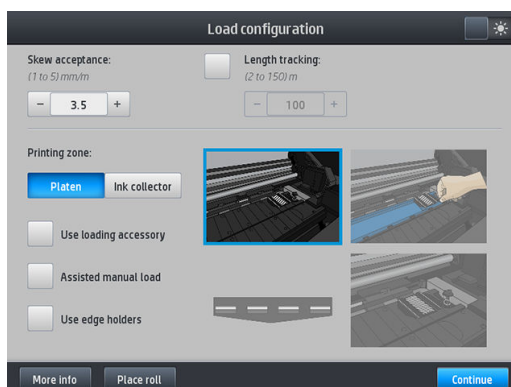 Load configuration
Skew acceptance:
(1 to 5) mm/m
− 3.5 +
Length tracking:
(2 to 150) m
− 100 +
Printing zone:
Platen
Ink collector
Use loading accessory
Assisted manual load
Use edge holders
More info
Place roll
Continue